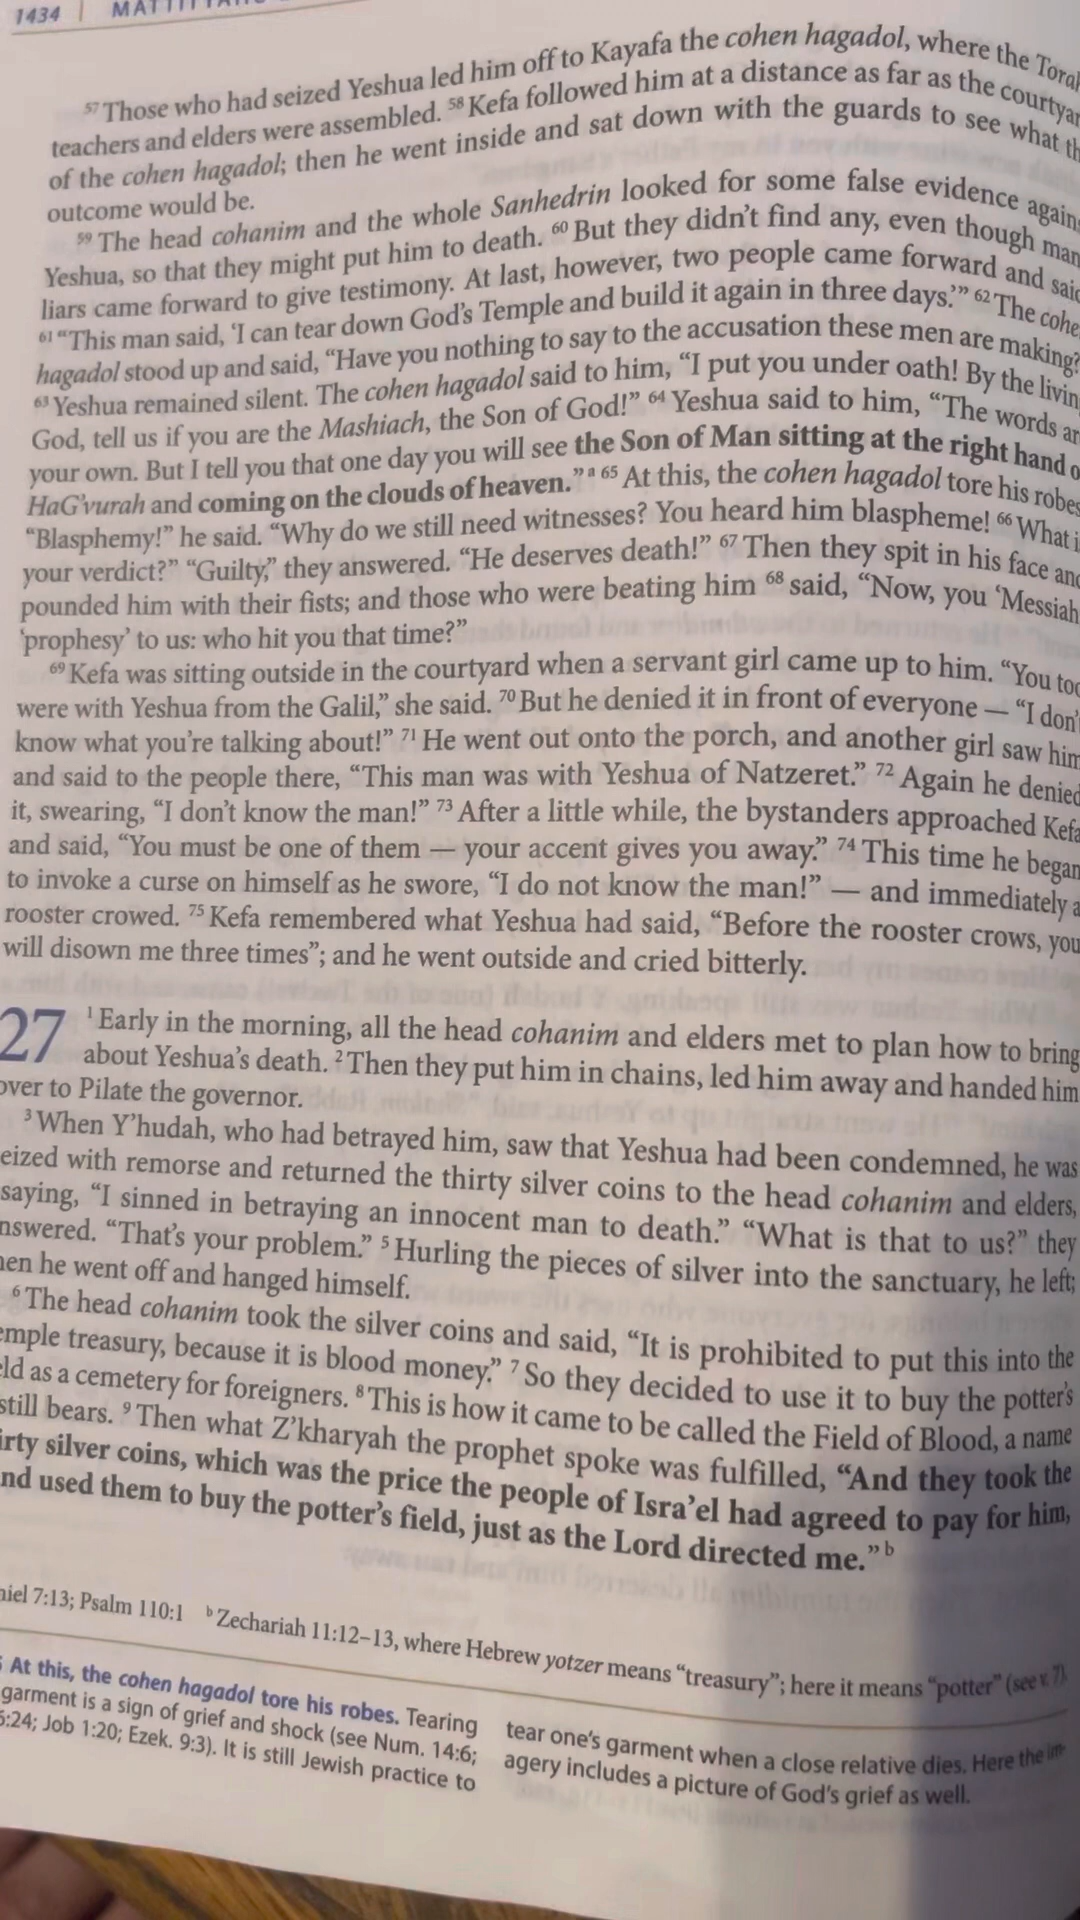 1434 | MATTITYAHU
57 Those who had seized Yeshua led him off to Kayafa the cohen hagadol, where the Torah
teachers and elders were assembled. 58 Kefa followed him at a distance as far as the courtyar
of the cohen hagadol; then he went inside and sat down with the guards to see what th
outcome would be.
59 The head cohanim and the whole Sanhedrin looked for some false evidence agains
Yeshua, so that they might put him to death. 60 But they didn't find any, even though man
liars came forward to give testimony. At last, however, two people came forward and said
61 “This man said, ‘I can tear down God’s Temple and build it again in three days.’” 62 The cohe
hagadol stood up and said, “Have you nothing to say to the accusation these men are making?
63 Yeshua remained silent. The cohen hagadol said to him, “I put you under oath! By the livin
God, tell us if you are the Mashiach, the Son of God!” 64 Yeshua said to him, “The words ar
your own. But I tell you that one day you will see the Son of Man sitting at the right hand o
HaG’vurah and coming on the clouds of heaven.” a 65 At this, the cohen hagadol tore his robes
“Blasphemy!” he said. “Why do we still need witnesses? You heard him blaspheme! 66 What i
your verdict?” “Guilty,” they answered. “He deserves death!” 67 Then they spit in his face and
pounded him with their fists; and those who were beating him 68 said, “Now, you ‘Messiah
‘prophesy’ to us: who hit you that time?”
69 Kefa was sitting outside in the courtyard when a servant girl came up to him. “You too
were with Yeshua from the Galil,” she said. 70 But he denied it in front of everyone — “I don’
know what you’re talking about!” 71 He went out onto the porch, and another girl saw him
and said to the people there, “This man was with Yeshua of Natzeret.” 72 Again he denied
it, swearing, “I don’t know the man!” 73 After a little while, the bystanders approached Kefa
and said, “You must be one of them — your accent gives you away.” 74 This time he began
to invoke a curse on himself as he swore, “I do not know the man!” — and immediately a
rooster crowed. 75 Kefa remembered what Yeshua had said, “Before the rooster crows, you
will disown me three times”; and he went outside and cried bitterly.
27 1 Early in the morning, all the head cohanim and elders met to plan how to bring
about Yeshua’s death. 2 Then they put him in chains, led him away and handed him
over to Pilate the governor.
3 When Y’hudah, who had betrayed him, saw that Yeshua had been condemned, he was
eized with remorse and returned the thirty silver coins to the head cohanim and elders,
saying, “I sinned in betraying an innocent man to death.” “What is that to us?” they
nswered. “That’s your problem.” 5 Hurling the pieces of silver into the sanctuary, he left;
hen he went off and hanged himself.
6 The head cohanim took the silver coins and said, “It is prohibited to put this into the
emple treasury, because it is blood money.” 7 So they decided to use it to buy the potter’s
eld as a cemetery for foreigners. 8 This is how it came to be called the Field of Blood, a name
still bears. 9 Then what Z’kharyah the prophet spoke was fulfilled, “And they took the
irty silver coins, which was the price the people of Isra’el had agreed to pay for him,
nd used them to buy the potter’s field, just as the Lord directed me.” b
niel 7:13; Psalm 110:1 b Zechariah 11:12–13, where Hebrew yotzer means “treasury”; here it means “potter” (see v. 7).
5 At this, the cohen hagadol tore his robes. Tearing
garment is a sign of grief and shock (see Num. 14:6;
5:24; Job 1:20; Ezek. 9:3). It is still Jewish practice to
tear one’s garment when a close relative dies. Here the im-
agery includes a picture of God’s grief as well.